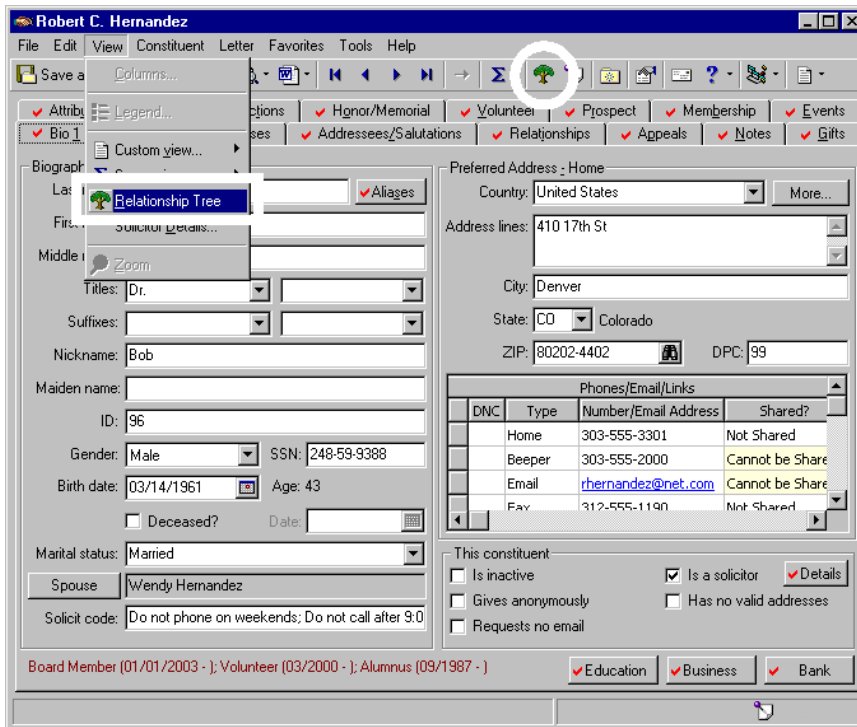 Robert C. Hernandez
File Edit View Constituent Letter Favorites Tools Help
Save a
Columns...
Legend...
Custom view...
Relationship Tree
Solicitor Details...
Zoom
Honor/Memorial Volunteer Prospect Membership Events
Bio 1 Addressees/Salutations Relationships Appeals Notes Gifts
Aliases
Titles: Dr.
Suffixes:
Nickname: Bob
Maiden name:
ID: 96
Gender: Male SSN: 248-59-9388
Birth date: 03/14/1961 Age: 43
Deceased? Date:
Marital status: Married
Spouse Wendy Hernandez
Solicit code: Do not phone on weekends; Do not call after 9:0
Preferred Address - Home
Country: United States More...
Address lines: 410 17th St
City: Denver
State: CO Colorado
ZIP: 80202-4402 DPC: 99
Phones/Email/Links
DNC Type Number/Email Address Shared?
Home 303-555-3301 Not Shared
Beeper 303-555-2000 Cannot be Share
Email rhernandez@net.com Cannot be Share
Fax 312-555-1190 Not Shared
This constituent
Is inactive Is a solicitor Details
Gives anonymously Has no valid addresses
Requests no email
Board Member (01/01/2003 - ); Volunteer (03/2000 - ); Alumnus (09/1987 - )
Education Business Bank